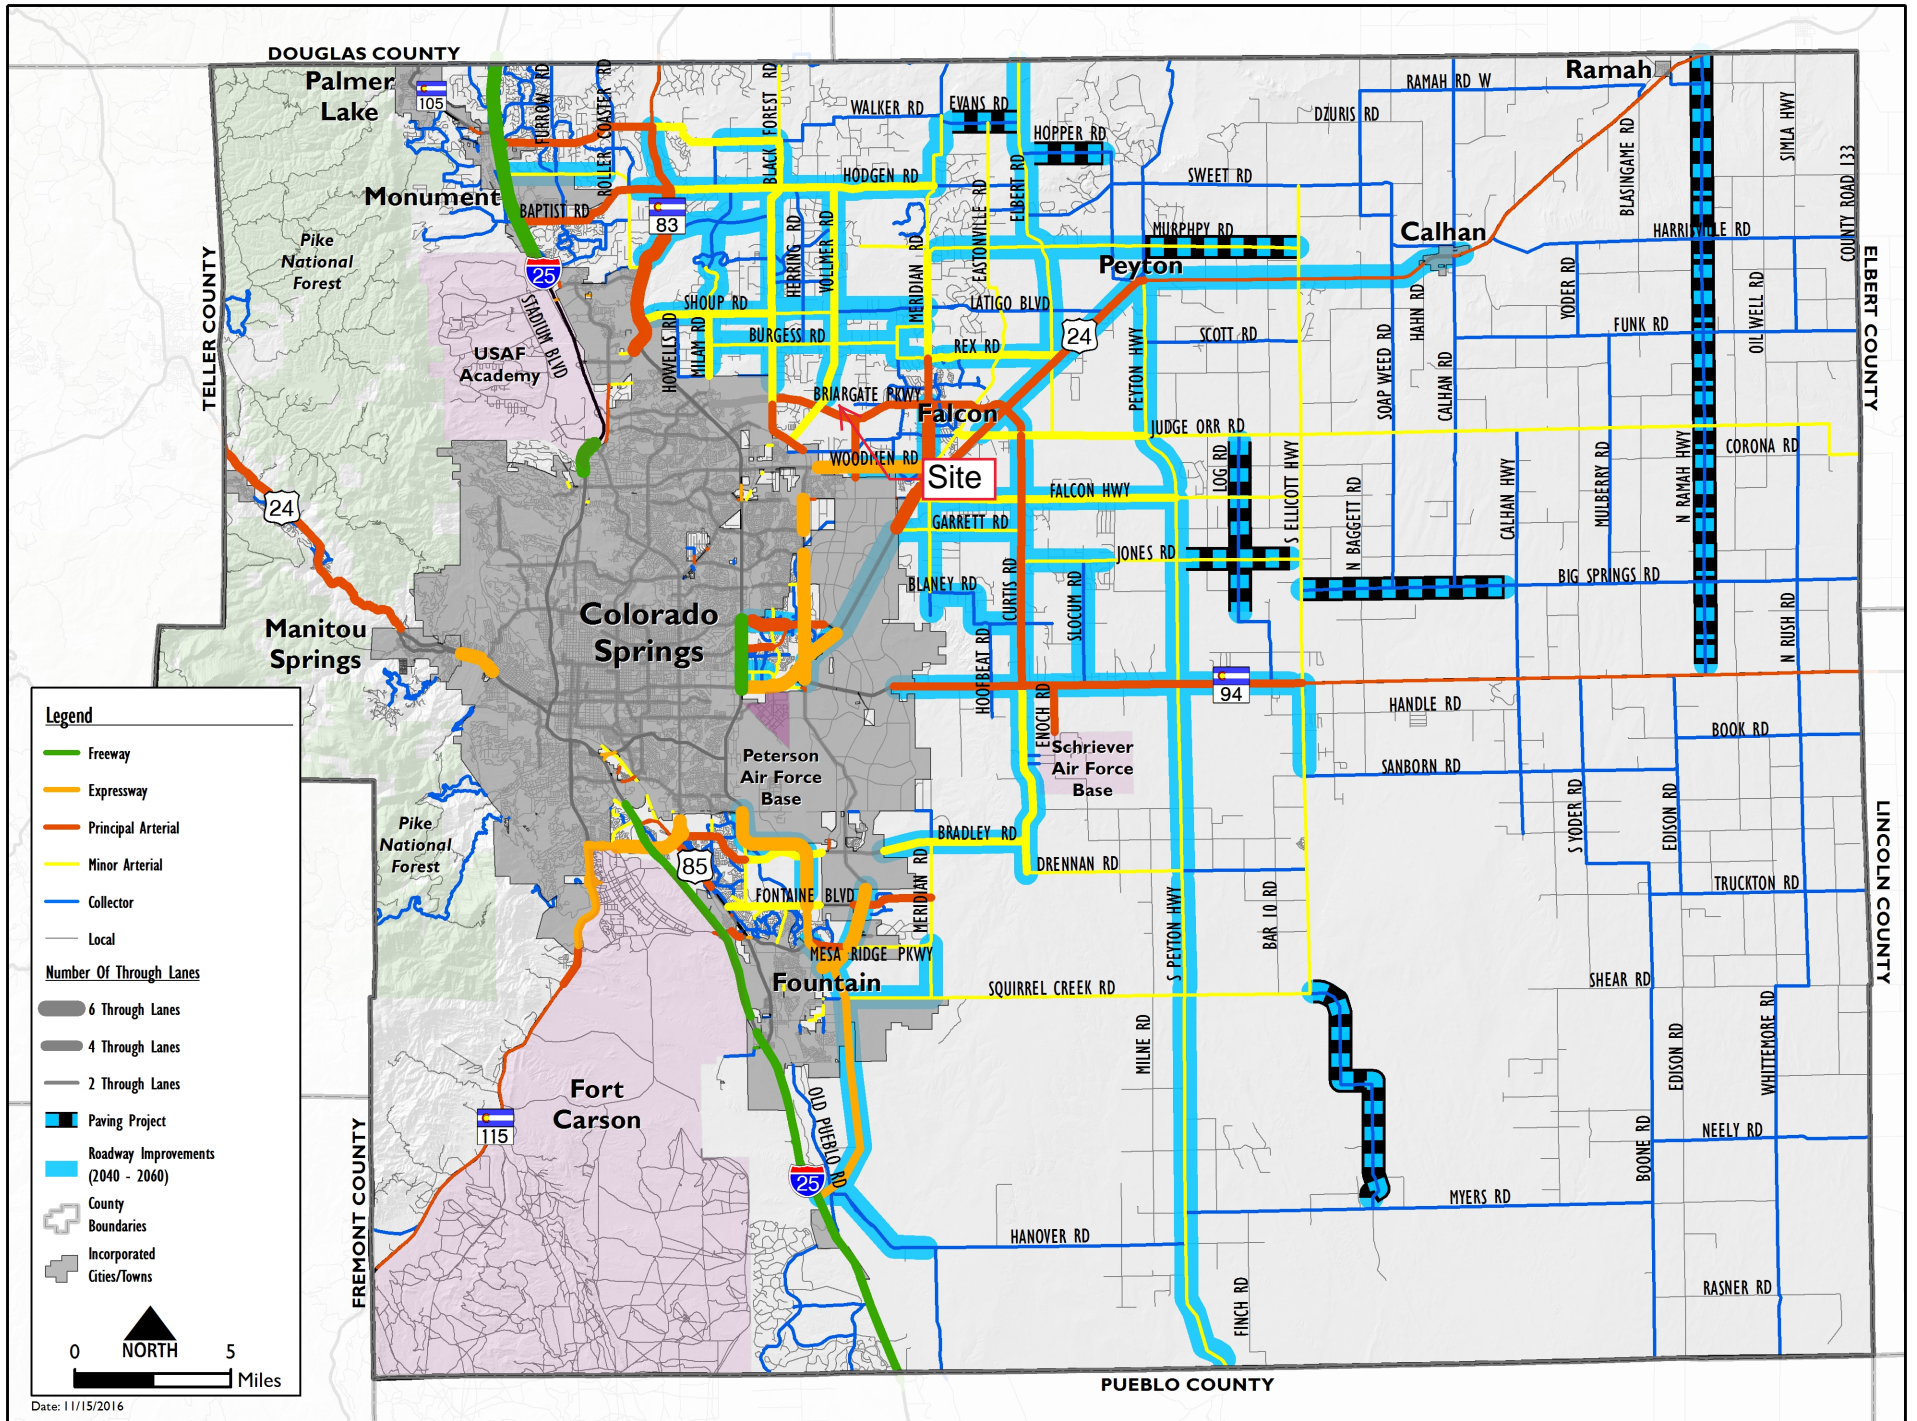 DOUGLAS COUNTY
Palmer
Lake
105
FURROW RD
ROLLER COASTER RD
BLACK FOREST RD
WALKER RD
EVANS RD
HOPPER RD
RAMAH RD W
Ramah
DZURIS RD
BLASINGAME RD
SIMLA HWY
COUNTY ROAD 133
Monument
BAPTIST RD
83
HODGEN RD
SWEET RD
HERRING RD
VOLLMER RD
MERIDIAN RD
EASTONVILLE RD
ELBERT RD
MURPHPY RD
Calhan
HARRISVILLE RD
Pike
National
Forest
TELLER COUNTY
25
STADIUM BLVD
USAF
Academy
Peyton
SHOUP RD
LATIGO BLVD
HOWELLS RD
MILAM RD
BURGESS RD
REX RD
24
PEYTON HWY
SCOTT RD
SOAP WEED RD
HAHN RD
CALHAN RD
YODER RD
FUNK RD
OIL WELL RD
ELBERT COUNTY
BRIARGATE PKWY
Falcon
JUDGE ORR RD
WOODMEN RD
Site
LOG RD
S ELLICOTT HWY
CORONA RD
N RAMAH HWY
MULBERRY RD
CALHAN HWY
N BAGGETT RD
24
FALCON HWY
GARRETT RD
JONES RD
BLANEY RD
CURTIS RD
SLOCUM RD
BIG SPRINGS RD
N RUSH RD
Colorado
Springs
Manitou
Springs
HOOFBEAT RD
94
ENOCH RD
HANDLE RD
BOOK RD
Schriever
Air Force
Base
Peterson
Air Force
Base
SANBORN RD
S YODER RD
EDISON RD
LINCOLN COUNTY
Pike
National
Forest
85
BRADLEY RD
DRENNAN RD
MERIDIAN RD
FONTAINE BLVD
TRUCKTON RD
S PEYTON HWY
BAR 10 RD
MESA RIDGE PKWY
Fountain
SQUIRREL CREEK RD
SHEAR RD
MILNE RD
EDISON RD
WHITTEMORE RD
Fort
Carson
115
OLD PUEBLO RD
25
BOONE RD
NEELY RD
MYERS RD
HANOVER RD
FINCH RD
RASNER RD
FREMONT COUNTY
PUEBLO COUNTY
Legend
Freeway
Expressway
Principal Arterial
Minor Arterial
Collector
Local
Number Of Through Lanes
6 Through Lanes
4 Through Lanes
2 Through Lanes
Paving Project
Roadway Improvements
(2040 - 2060)
County
Boundaries
Incorporated
Cities/Towns
NORTH
0 5
Miles
Date: 11/15/2016